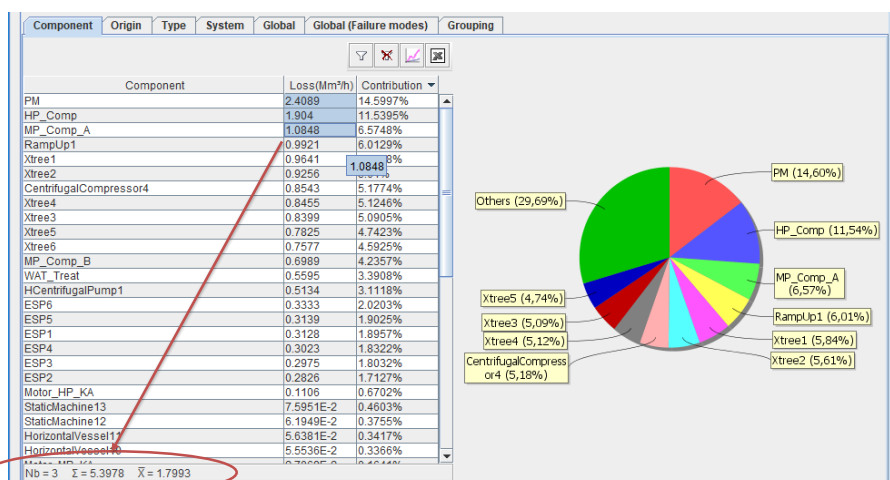 Component Origin Type System Global Global (Failure modes) Grouping
Component Loss(Mm³/h) Contribution
PM 2.4089 14.5997%
HP_Comp 1.904 11.5395%
MP_Comp_A 1.0848 6.5748%
RampUp1 0.9921 6.0129%
Xtree1 0.9641
1.0848
Xtree2 0.9256
CentrifugalCompressor4 0.8543 5.1774%
Xtree4 0.8455 5.1246%
Xtree3 0.8399 5.0905%
Xtree5 0.7825 4.7423%
Xtree6 0.7577 4.5925%
MP_Comp_B 0.6989 4.2357%
WAT_Treat 0.5595 3.3908%
HCentrifugalPump1 0.5134 3.1118%
ESP6 0.3333 2.0203%
ESP5 0.3139 1.9025%
ESP1 0.3128 1.8957%
ESP4 0.3023 1.8322%
ESP3 0.2975 1.8032%
ESP2 0.2826 1.7127%
Motor_HP_KA 0.1106 0.6702%
StaticMachine13 7.5951E-2 0.4603%
StaticMachine12 6.1949E-2 0.3755%
HorizontalVessel11 5.6381E-2 0.3417%
HorizontalVessel10 5.5536E-2 0.3366%
Nb = 3 Σ = 5.3978 X̅ = 1.7993
PM (14,60%)
Others (29,69%)
HP_Comp (11,54%)
MP_Comp_A
(6,57%)
Xtree5 (4,74%)
RampUp1 (6,01%)
Xtree3 (5,09%)
Xtree4 (5,12%)
Xtree1 (5,84%)
Xtree2 (5,61%)
CentrifugalCompress
or4 (5,18%)